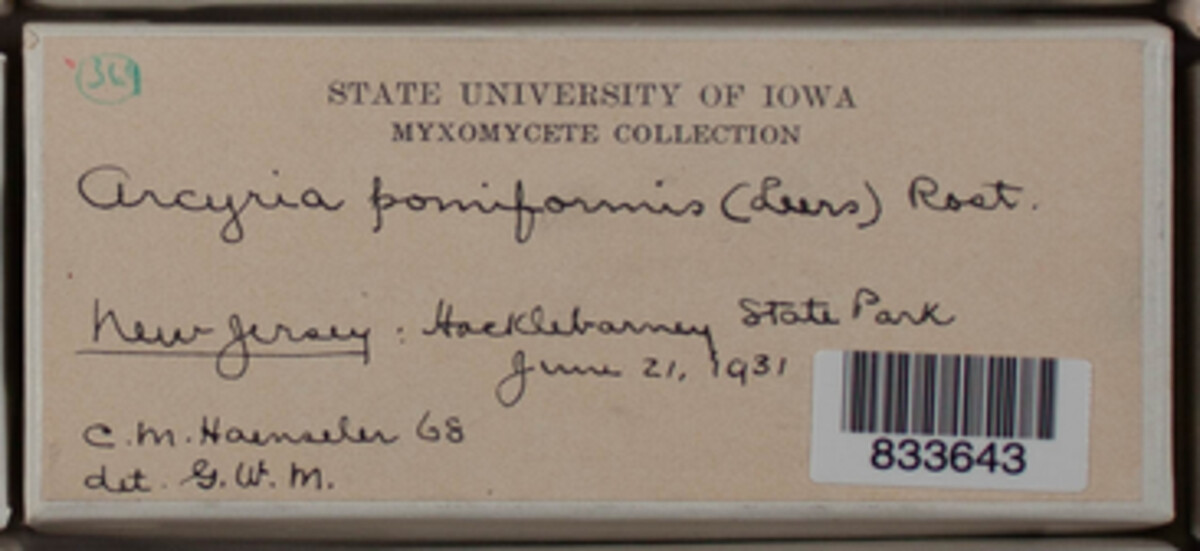 369
STATE UNIVERSITY OF IOWA
MYXOMYCETE COLLECTION
Arcyria pomiformis (Leers) Rost.
New Jersey : Hacklebarney State Park
June 21, 1931
C. M. Haenseler 68
det. G. W. M.
833643